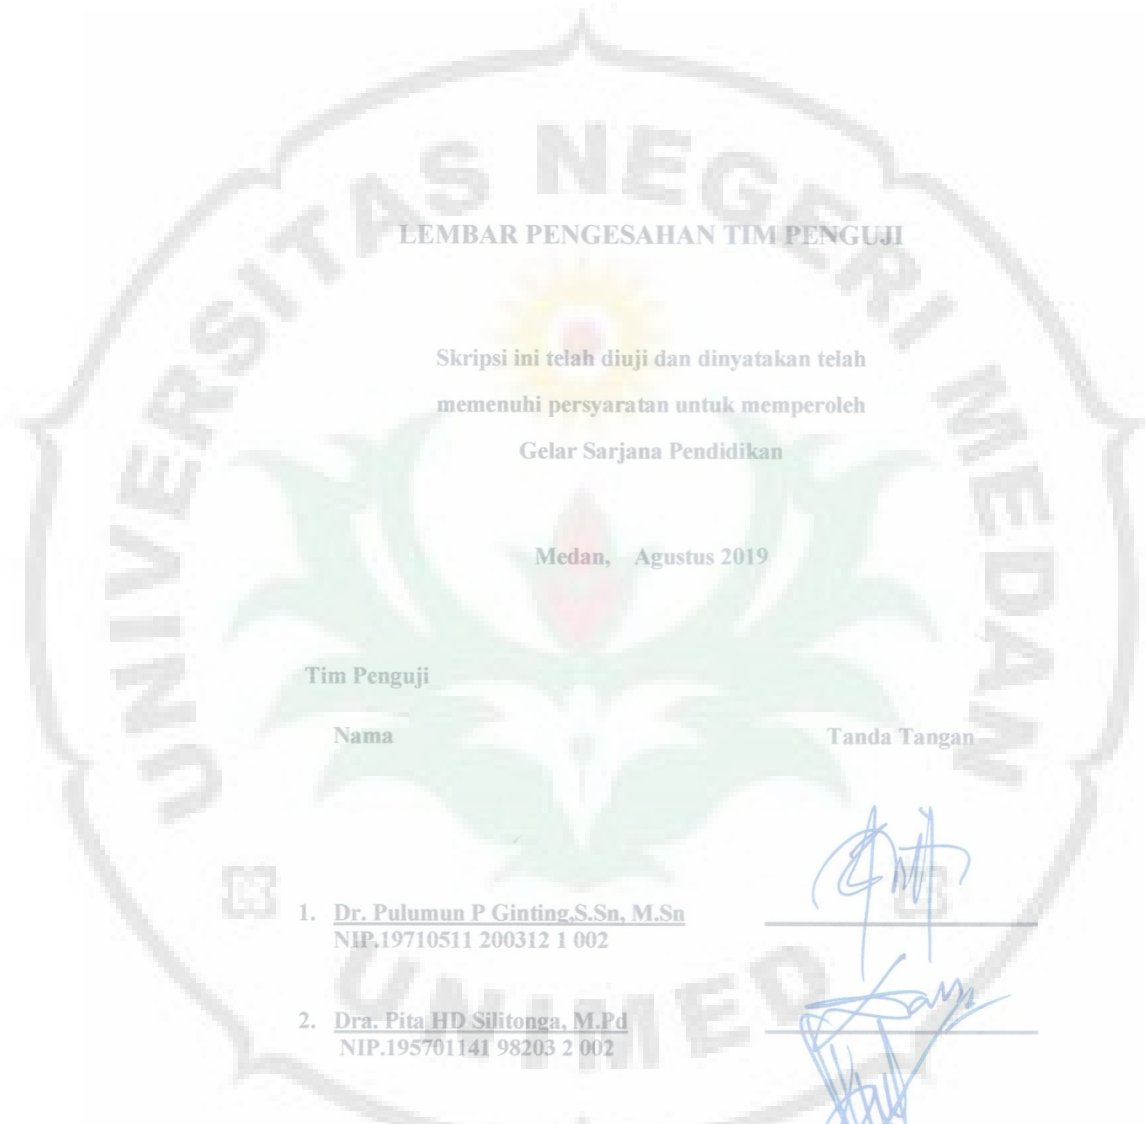 UNIVERSITAS NEGERI MEDAN
LEMBAR PENGESAHAN TIM PENGUJI
Skripsi ini telah diuji dan dinyatakan telah
memenuhi persyaratan untuk memperoleh
Gelar Sarjana Pendidikan
Medan, Agustus 2019
Tim Penguji
Nama Tanda Tangan
1. Dr. Pulumun P Ginting,S.Sn, M.Sn
NIP.19710511 200312 1 002
UNIMED
2. Dra. Pita HD Silitonga, M.Pd
NIP.195701141 98203 2 002